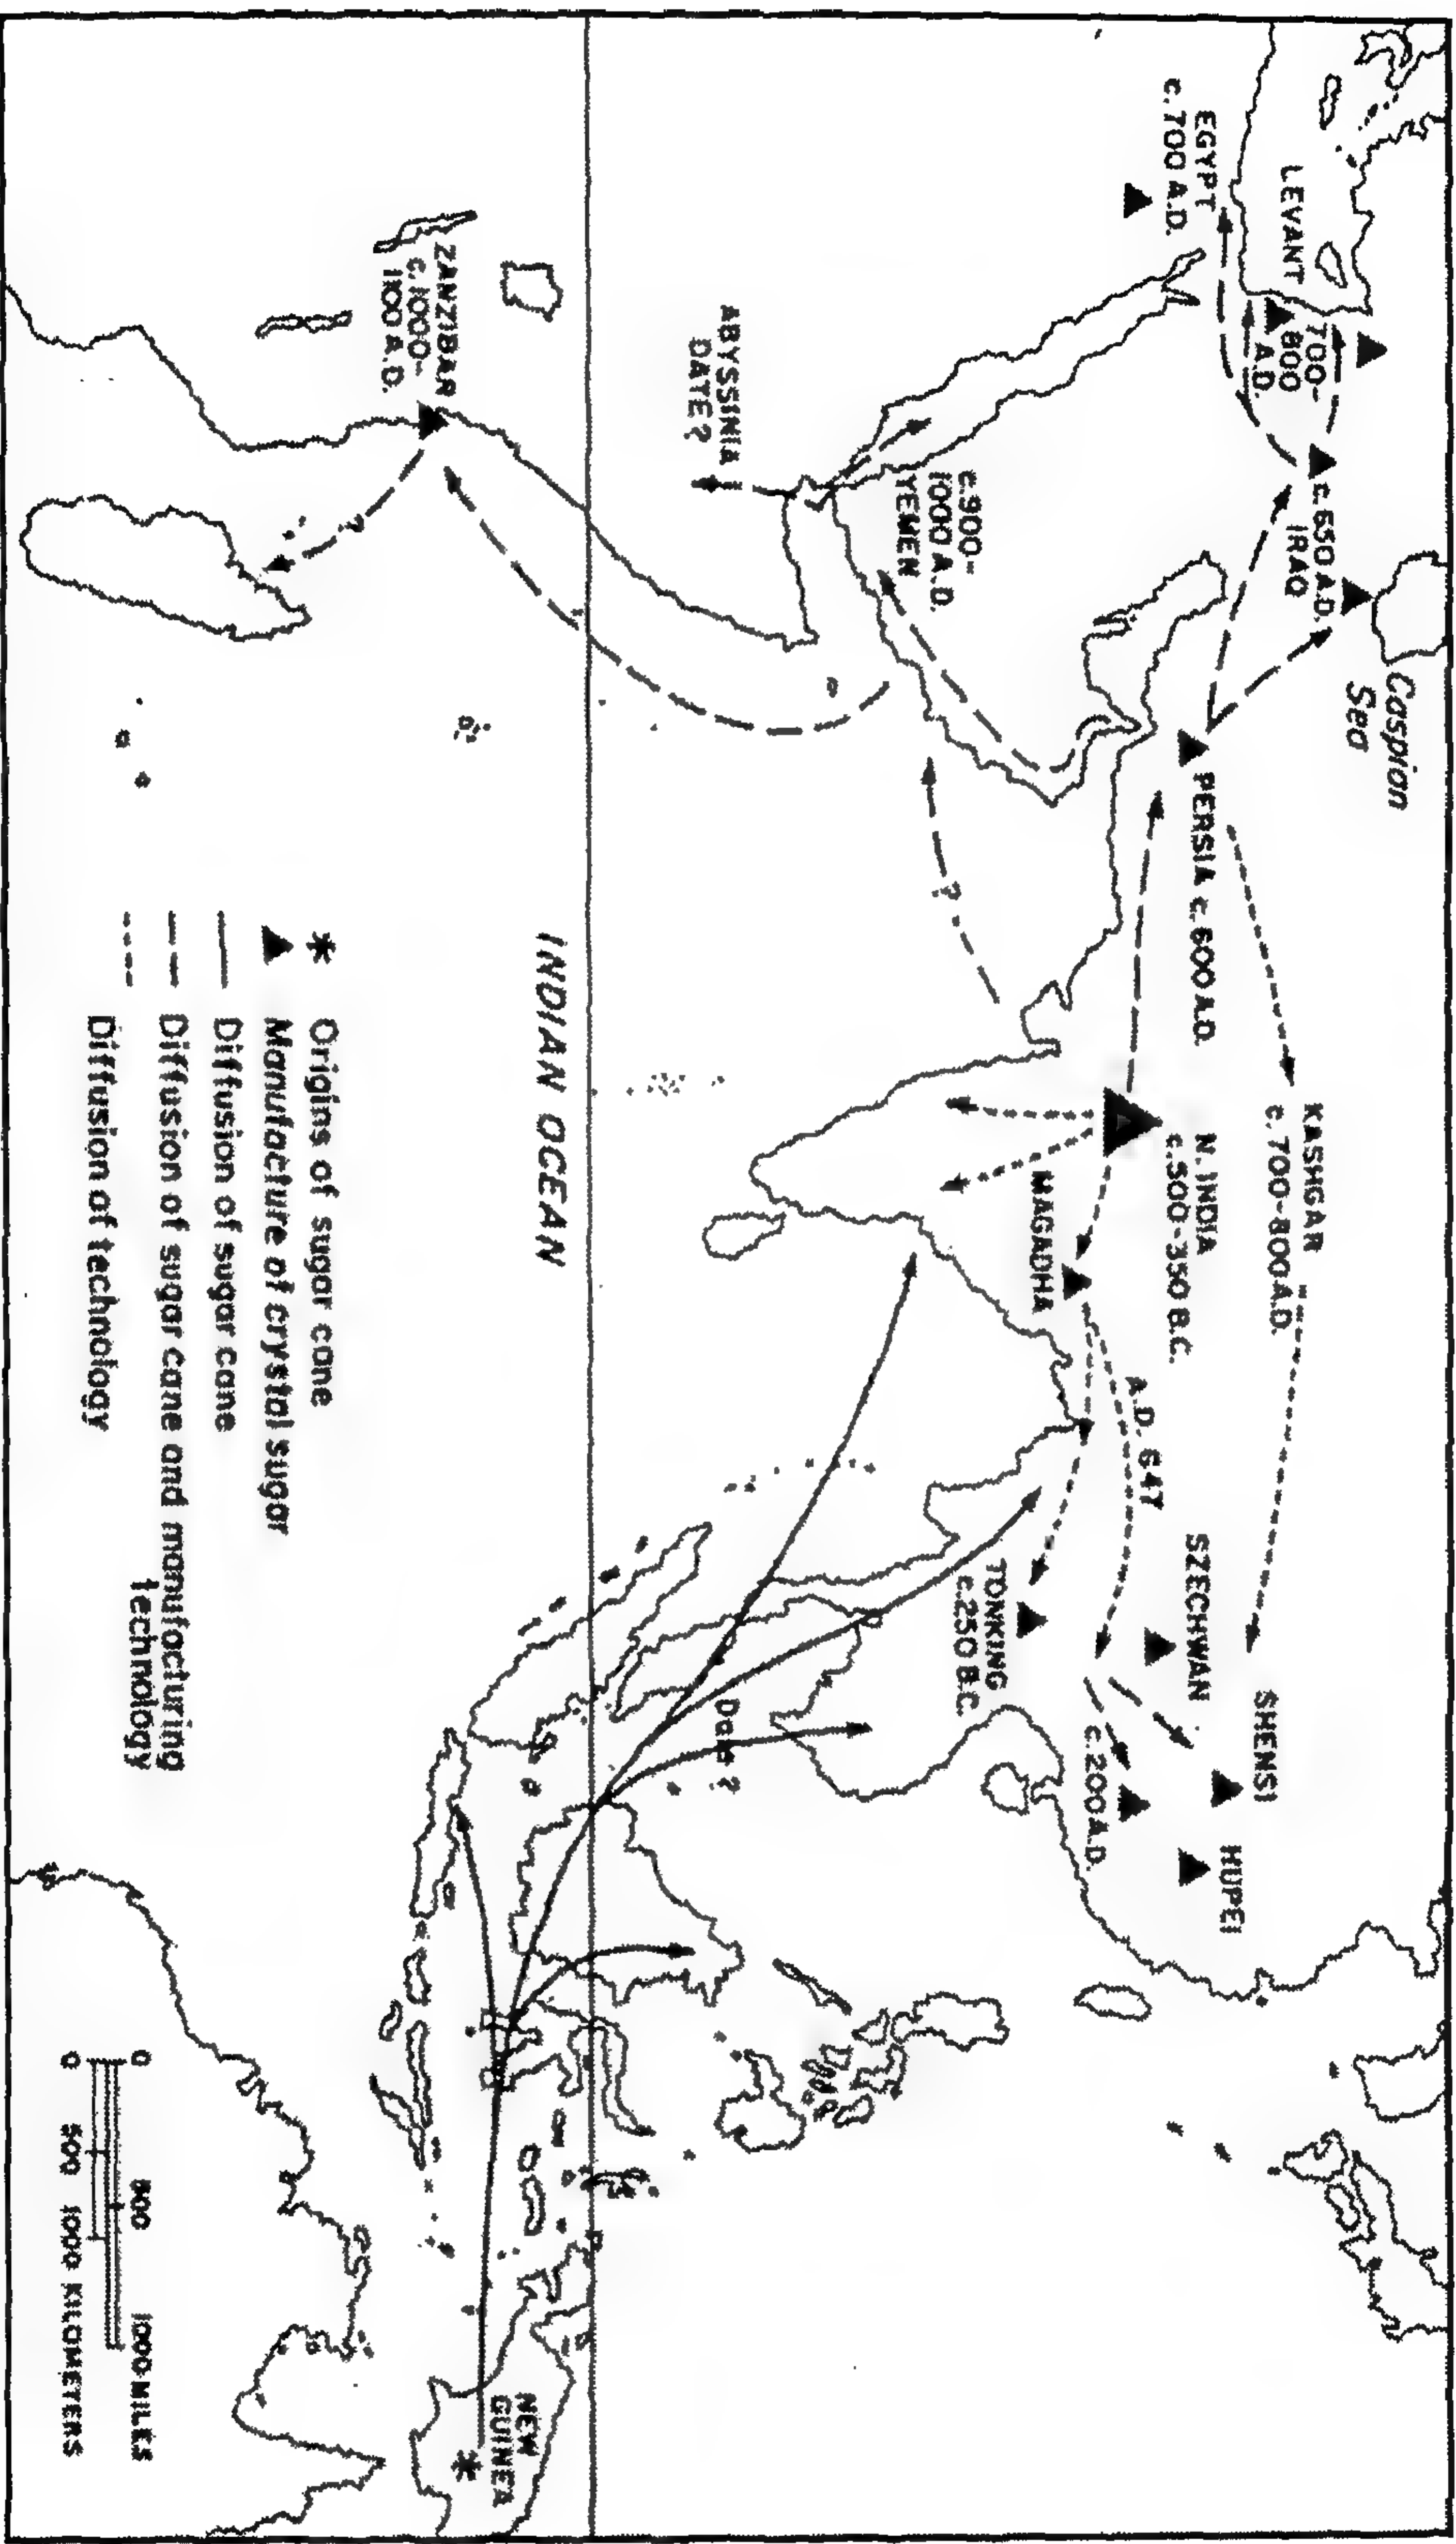 LEVANT
700-
800
A.D.
EGYPT
c.700 A.D.
c.650 A.D.
IRAQ
Caspian
Sea
PERSIA c. 600 A.D.
KASHGAR
c. 700-800 A.D.
N. INDIA
c.500-350 B.C.
MAGADHA
A.D. 647
SZECHWAN
SHENSI
HUPEI
c.200 A.D.
TONKING
c.250 B.C.
c.900-
1000 A.D.
YEMEN
ABYSSINIA
DATE?
?
Date ?
ZANZIBAR
c.1000-
1100 A.D.
?
INDIAN OCEAN
NEW
GUINEA
* Origins of sugar cane
▲ Manufacture of crystal sugar
Diffusion of sugar cane
Diffusion of sugar cane and manufacturing
technology
Diffusion of technology
0 500 1000 MILES
0 500 1000 KILOMETERS